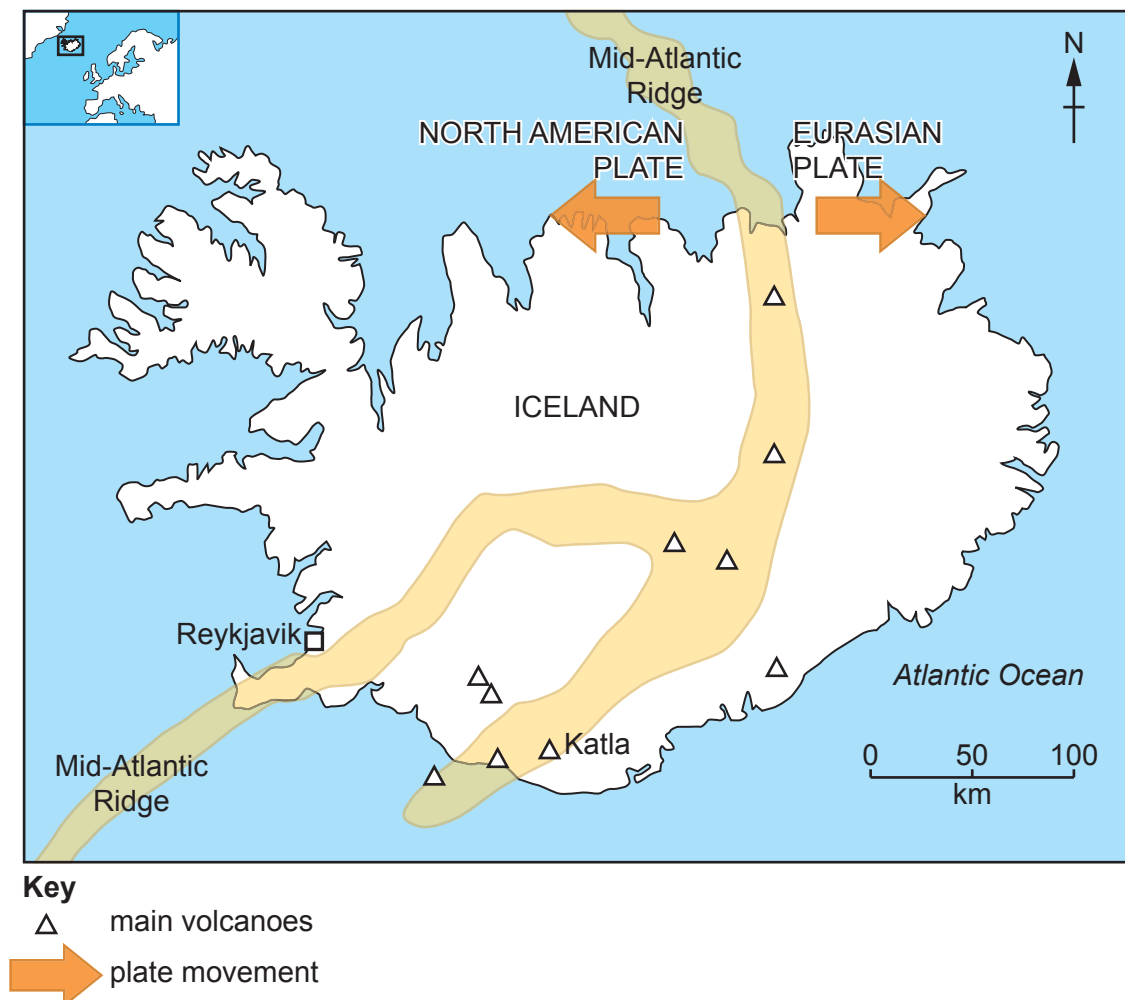 Mid-Atlantic
Ridge
N
NORTH AMERICAN
PLATE
EURASIAN
PLATE
ICELAND
Reykjavik
Atlantic Ocean
Katla
Mid-Atlantic
Ridge
0 50 100
km
Key
main volcanoes
plate movement